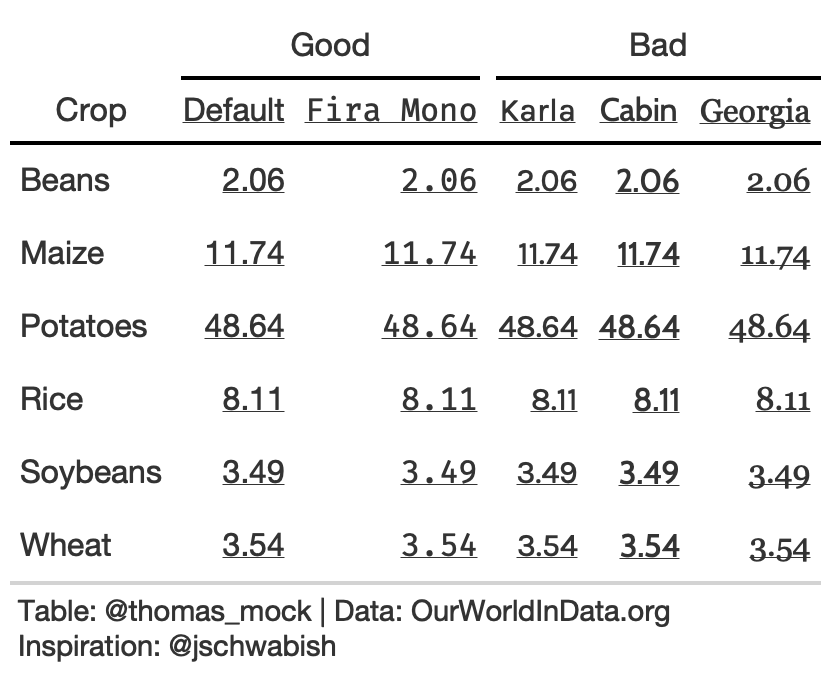 Good Bad
Crop Default Fira Mono Karla Cabin Georgia
Beans 2.06 2.06 2.06 2.06 2.06
Maize 11.74 11.74 11.74 11.74 11.74
Potatoes 48.64 48.64 48.64 48.64 48.64
Rice 8.11 8.11 8.11 8.11 8.11
Soybeans 3.49 3.49 3.49 3.49 3.49
Wheat 3.54 3.54 3.54 3.54 3.54
Table: @thomas_mock | Data: OurWorldInData.org
Inspiration: @jschwabish